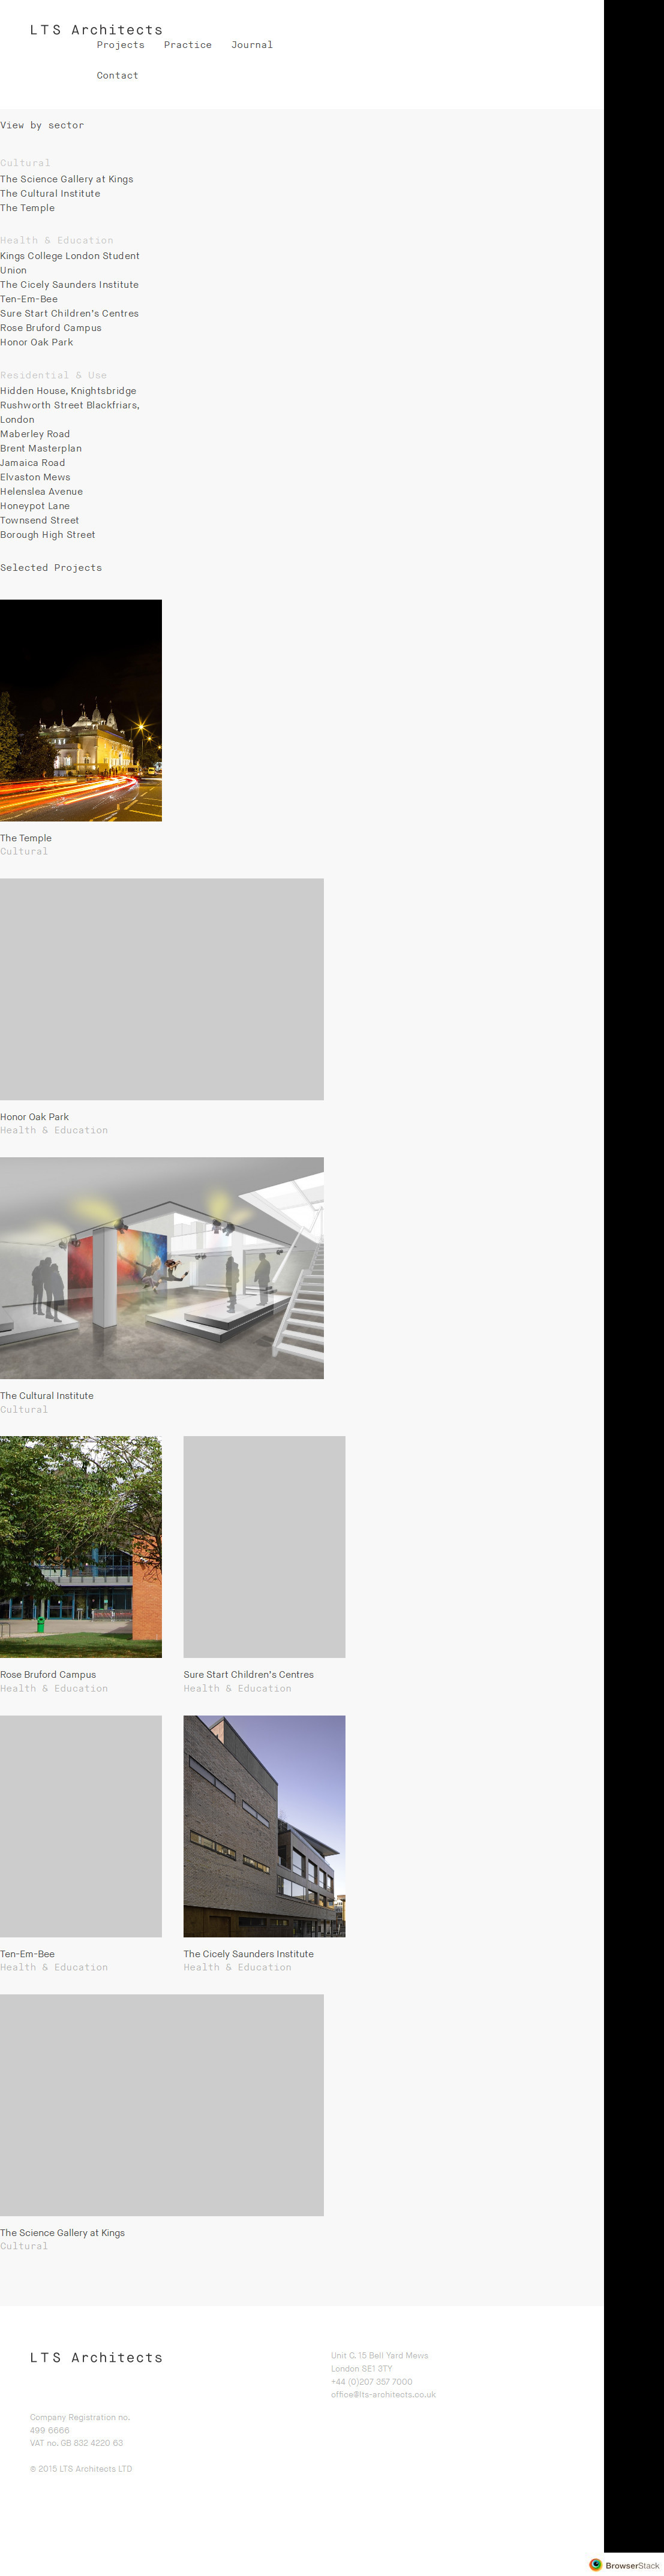 LTS Architects
Projects Practice Journal
Contact
View by sector
Cultural
The Science Gallery at Kings
The Cultural Institute
The Temple
Health & Education
Kings College London Student
Union
The Cicely Saunders Institute
Ten-Em-Bee
Sure Start Children's Centres
Rose Bruford Campus
Honor Oak Park
Residential & Use
Hidden House, Knightsbridge
Rushworth Street Blackfriars,
London
Maberley Road
Brent Masterplan
Jamaica Road
Elvaston Mews
Helenslea Avenue
Honeypot Lane
Townsend Street
Borough High Street
Selected Projects
The Temple
Cultural
Honor Oak Park
Health & Education
The Cultural Institute
Cultural
Rose Bruford Campus
Health & Education
Sure Start Children's Centres
Health & Education
Ten-Em-Bee
Health & Education
The Cicely Saunders Institute
Health & Education
The Science Gallery at Kings
Cultural
LTS Architects
Unit C, 15 Bell Yard Mews
London SE1 3TY
+44 (0)207 357 7000
office@lts-architects.co.uk
Company Registration no.
499 6666
VAT no. GB 832 4220 63
© 2015 LTS Architects LTD
BrowserStack